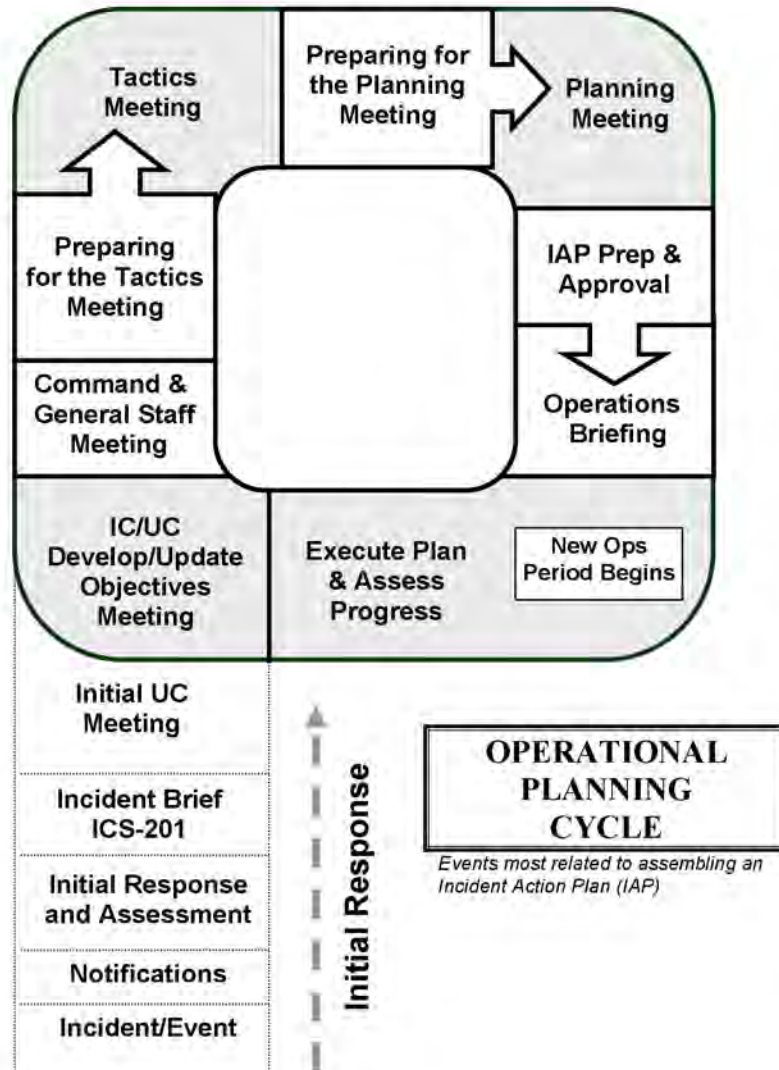 Tactics
Meeting
Preparing for
the Planning
Meeting
Planning
Meeting
Preparing
for the Tactics
Meeting
IAP Prep &
Approval
Command &
General Staff
Meeting
Operations
Briefing
IC/UC
Develop/Update
Objectives
Meeting
Execute Plan
& Assess
Progress
New Ops
Period Begins
Initial UC
Meeting
Incident Brief
ICS-201
Initial Response
and Assessment
Notifications
Incident/Event
Initial Response
OPERATIONAL
PLANNING
CYCLE
Events most related to assembling an
Incident Action Plan (IAP)